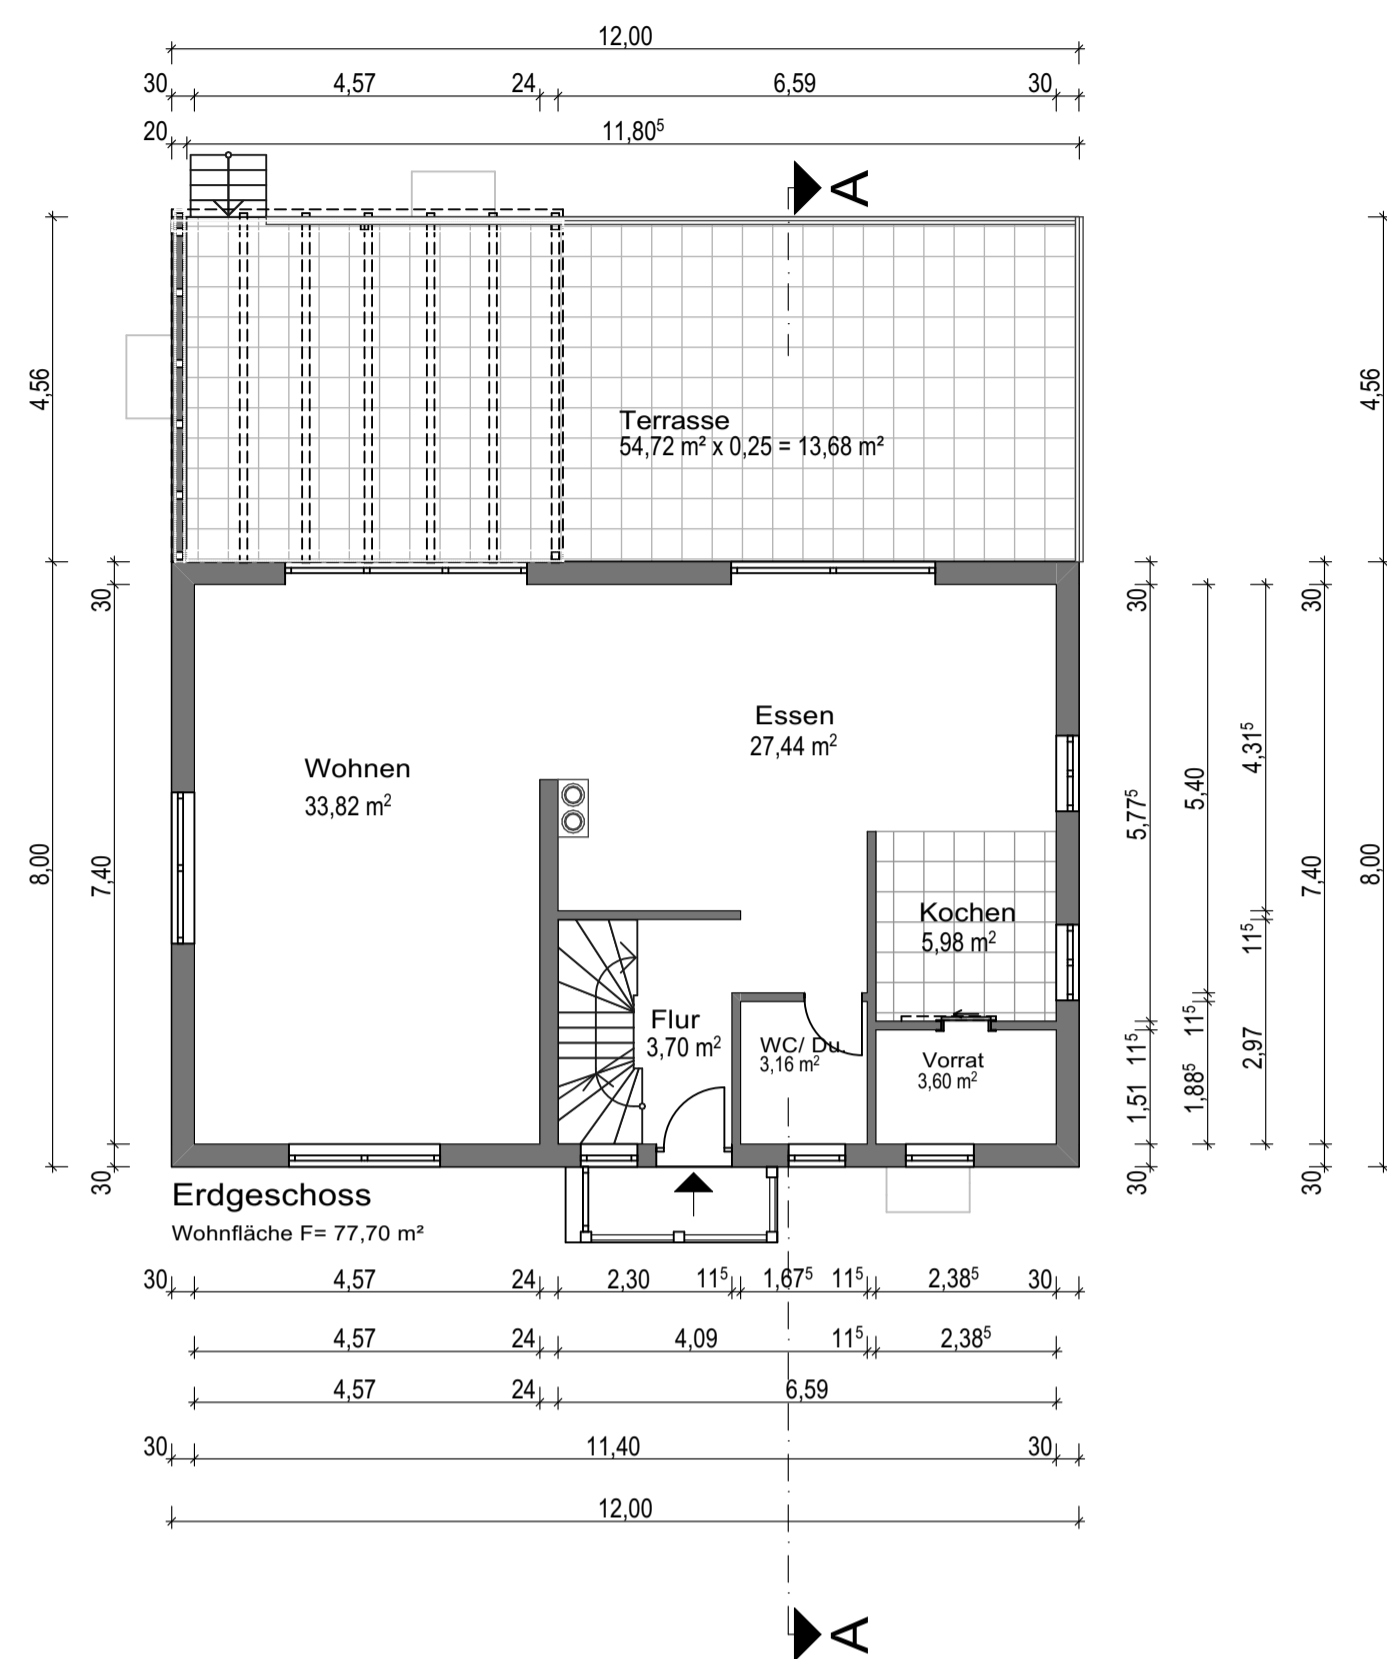 12,00
30 4,57 24 6,59 30
20 11,80⁵
A
4,56
4,56
Terrasse
54,72 m² x 0,25 = 13,68 m²
30
30
30
Essen
27,44 m²
Wohnen
33,82 m²
8,00
7,40
5,77⁵
5,40
4,31⁵
7,40
8,00
Kochen
5,98 m²
11⁵
Flur
3,70 m²
WC/ Du.
3,16 m²
Vorrat
3,60 m²
11⁵
11⁵
1,51
1,88⁵
2,97
30
30
30
Erdgeschoss
Wohnfläche F= 77,70 m²
30 4,57 24 2,30 11⁵ 1,67⁵ 11⁵ 2,38⁵ 30
4,57 24 4,09 11⁵ 2,38⁵
4,57 24 6,59
30 11,40 30
12,00
A